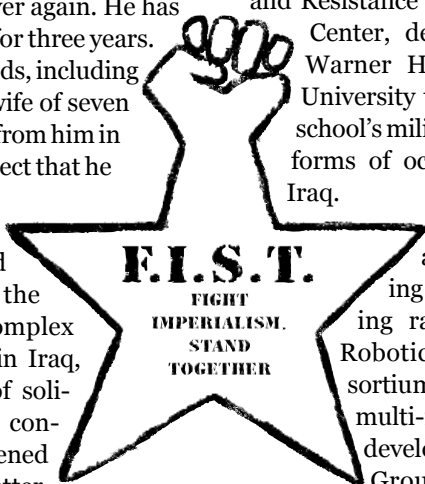 ver again. He has
for three years.
ds, including
wife of seven
from him in
ect that he
the
omplex
in Iraq,
of soli-
con-
ened
and Resistance
Center, de
Warner H
University
school's mili
forms of oc
Iraq.
F.I.S.T.
FIGHT
IMPERIALISM.
STAND
TOGETHER
ing
ing ra
Robotic
sortium
multi-
develo
Grou